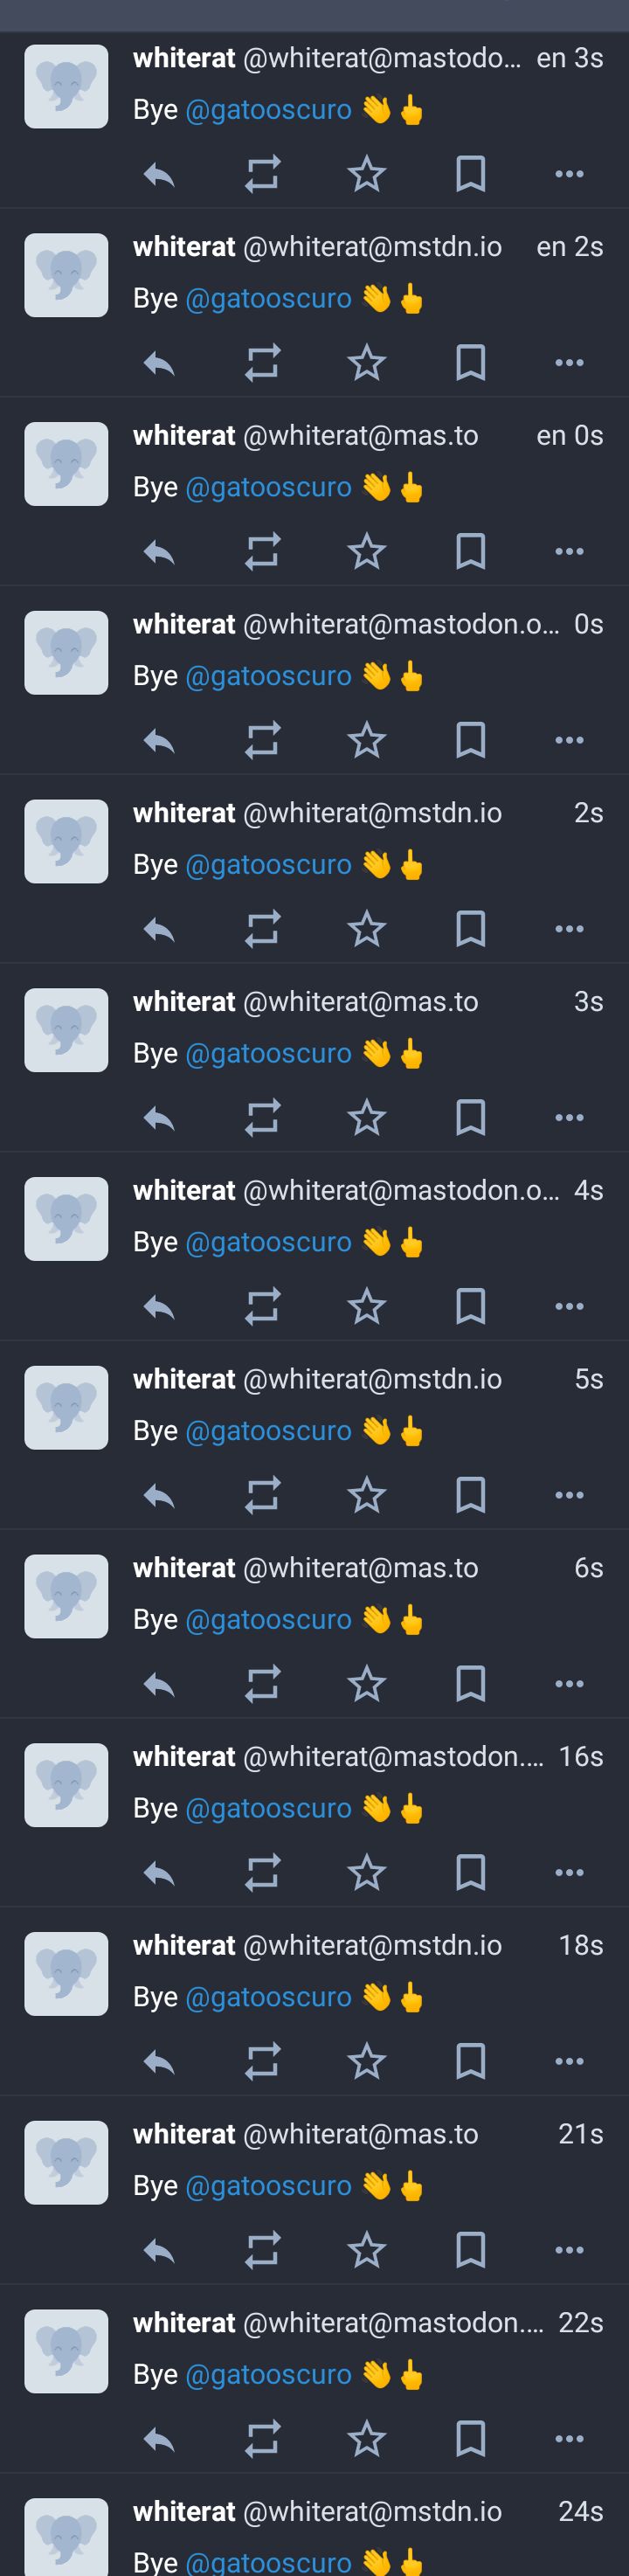 whiterat @whiterat@mastodo... en 3s
Bye @gatooscuro 👋🖕
whiterat @whiterat@mstdn.io en 2s
Bye @gatooscuro 👋🖕
whiterat @whiterat@mas.to en 0s
Bye @gatooscuro 👋🖕
whiterat @whiterat@mastodon.o... 0s
Bye @gatooscuro 👋🖕
whiterat @whiterat@mstdn.io 2s
Bye @gatooscuro 👋🖕
whiterat @whiterat@mas.to 3s
Bye @gatooscuro 👋🖕
whiterat @whiterat@mastodon.o... 4s
Bye @gatooscuro 👋🖕
whiterat @whiterat@mstdn.io 5s
Bye @gatooscuro 👋🖕
whiterat @whiterat@mas.to 6s
Bye @gatooscuro 👋🖕
whiterat @whiterat@mastodon.... 16s
Bye @gatooscuro 👋🖕
whiterat @whiterat@mstdn.io 18s
Bye @gatooscuro 👋🖕
whiterat @whiterat@mas.to 21s
Bye @gatooscuro 👋🖕
whiterat @whiterat@mastodon.... 22s
Bye @gatooscuro 👋🖕
whiterat @whiterat@mstdn.io 24s
Bye @gatooscuro 👋🖕